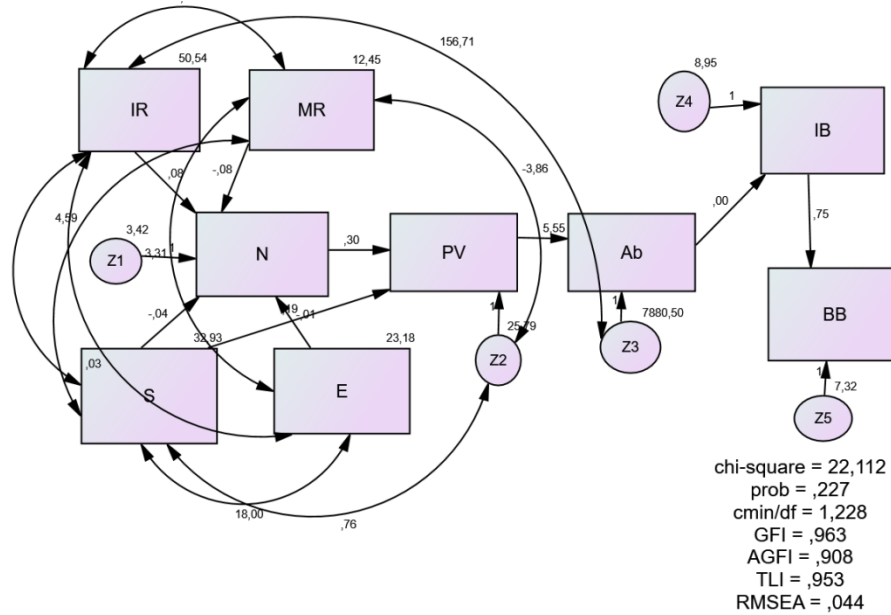 156,71
8,95
50,54
12,45
Z4
1
IR
MR
IB
,08
-,08
-3,86
4,59
,00
,75
3,42
N
,30
PV
5,55
Ab
Z1
3,31
1
-,04
-,01
32,93
23,18
1
25,79
1
7880,50
BB
,03
S
E
Z2
Z3
1
7,32
Z5
18,00
,76
chi-square = 22,112
prob = ,227
cmin/df = 1,228
GFI = ,963
AGFI = ,908
TLI = ,953
RMSEA = ,044